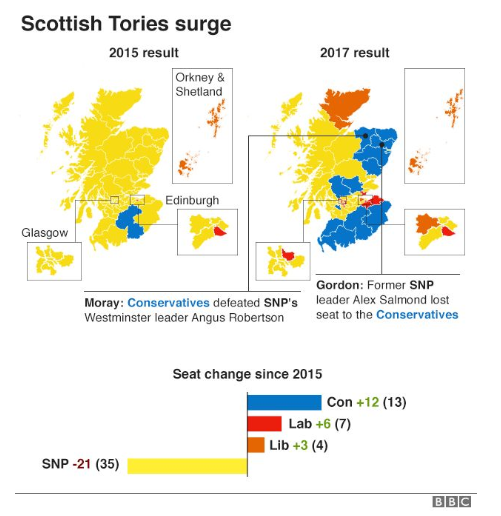 Scottish Tories surge
2015 result
2017 result
Orkney &
Shetland
Edinburgh
Glasgow
Moray: Conservatives defeated SNP's
Westminster leader Angus Robertson
Gordon: Former SNP
leader Alex Salmond lost
seat to the Conservatives
Seat change since 2015
Con +12 (13)
Lab +6 (7)
Lib +3 (4)
SNP -21 (35)
BBC